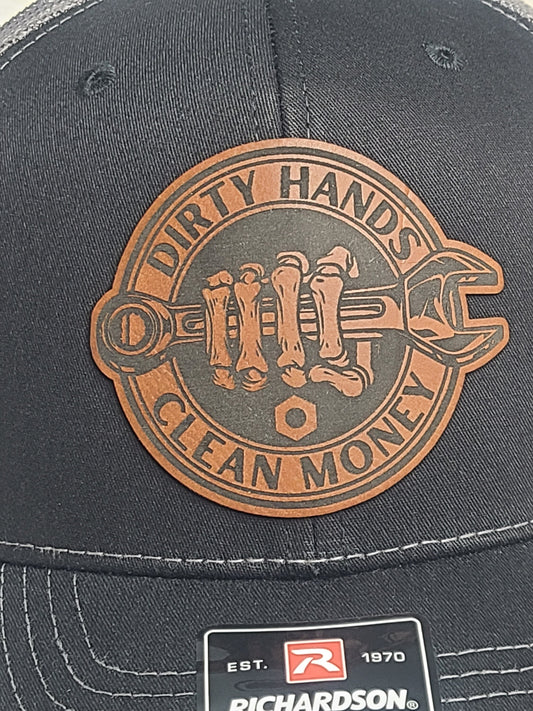 DIRTY HANDS
CLEAN MONEY
EST. R 1970
RICHARDSON®